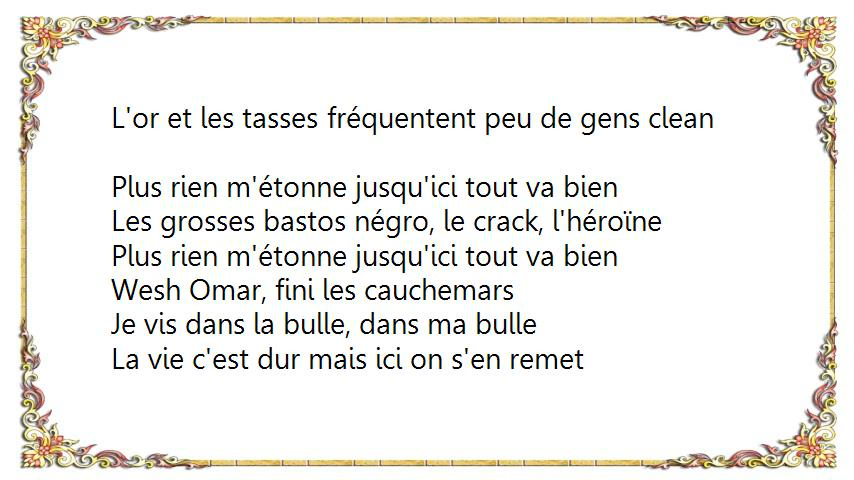 L'or et les tasses fréquentent peu de gens clean
Plus rien m'étonne jusqu'ici tout va bien
Les grosses bastos négro, le crack, l'héroïne
Plus rien m'étonne jusqu'ici tout va bien
Wesh Omar, fini les cauchemars
Je vis dans la bulle, dans ma bulle
La vie c'est dur mais ici on s'en remet